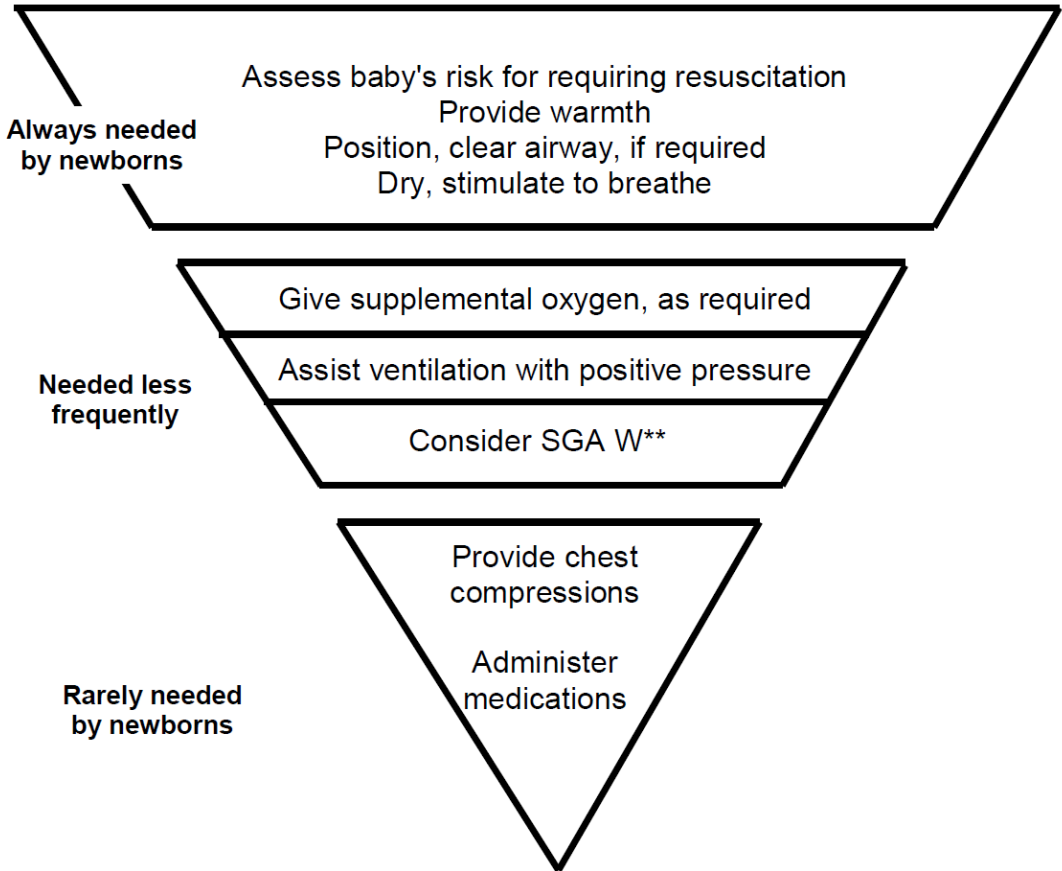 Assess baby's risk for requiring resuscitation
Provide warmth
Position, clear airway, if required
Dry, stimulate to breathe
Always needed
by newborns
Give supplemental oxygen, as required
Assist ventilation with positive pressure
Consider SGA W**
Needed less
frequently
Provide chest
compressions
Administer
medications
Rarely needed
by newborns